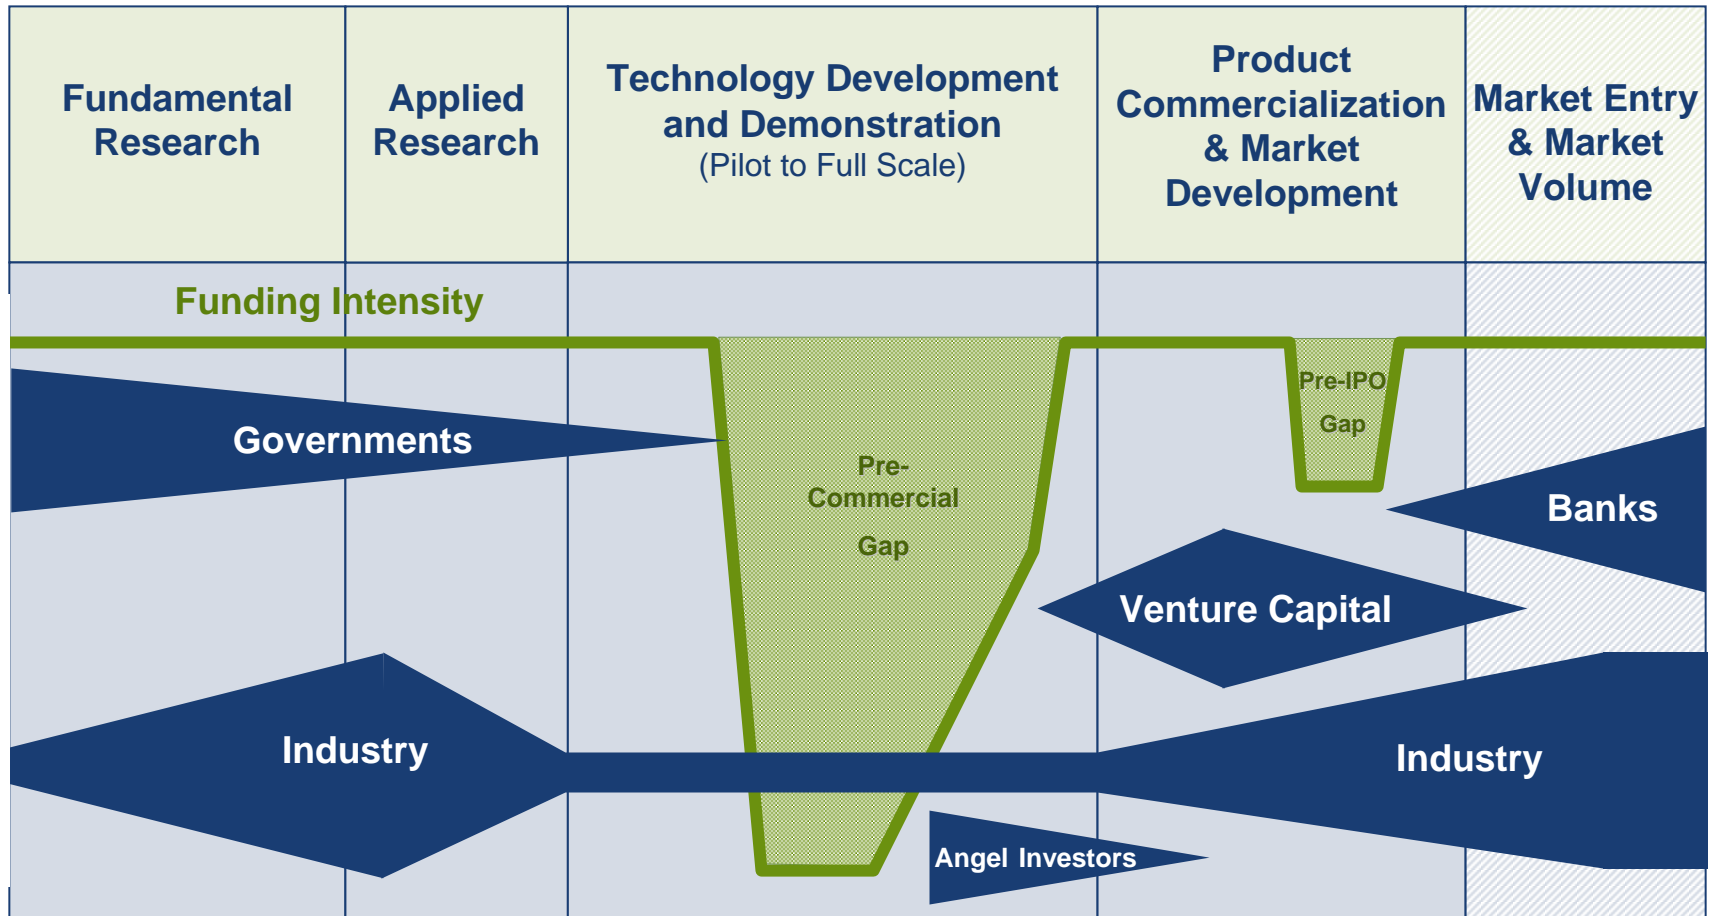 Fundamental
Research
Applied
Research
Technology Development
and Demonstration
(Pilot to Full Scale)
Product
Commercialization
& Market
Development
Market Entry
& Market
Volume
Funding Intensity
Governments
Pre-
Commercial
Gap
Pre-IPO
Gap
Banks
Venture Capital
Industry
Industry
Angel Investors